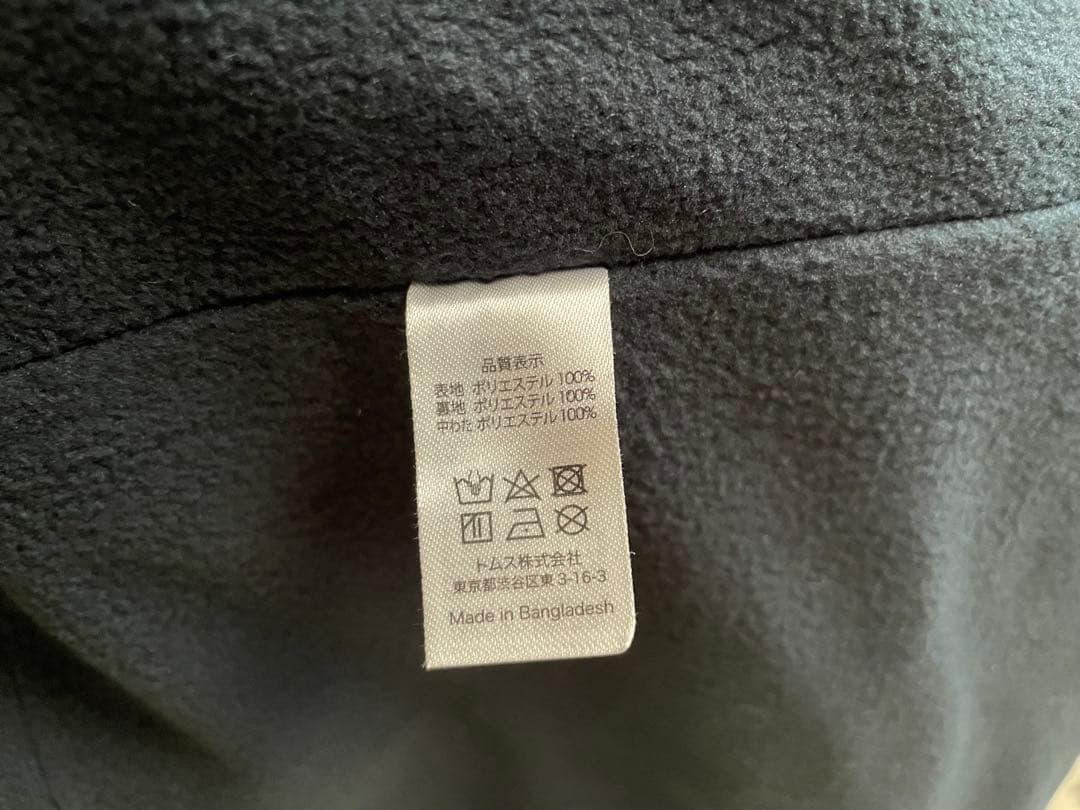 品質表示
表地 ポリエステル 100%
裏地 ポリエステル 100%
中わた ポリエステル 100%
トムス株式会社
東京都渋谷区東 3-16-3
Made in Bangladesh